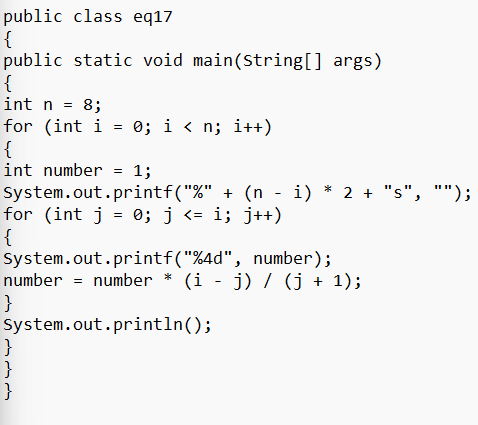 public class eq17
{
public static void main(String[] args)
{
int n = 8;
for (int i = 0; i < n; i++)
{
int number = 1;
System.out.printf("%" + (n - i) * 2 + "s", "");
for (int j = 0; j <= i; j++)
{
System.out.printf("%4d", number);
number = number * (i - j) / (j + 1);
}
System.out.println();
}
}
}